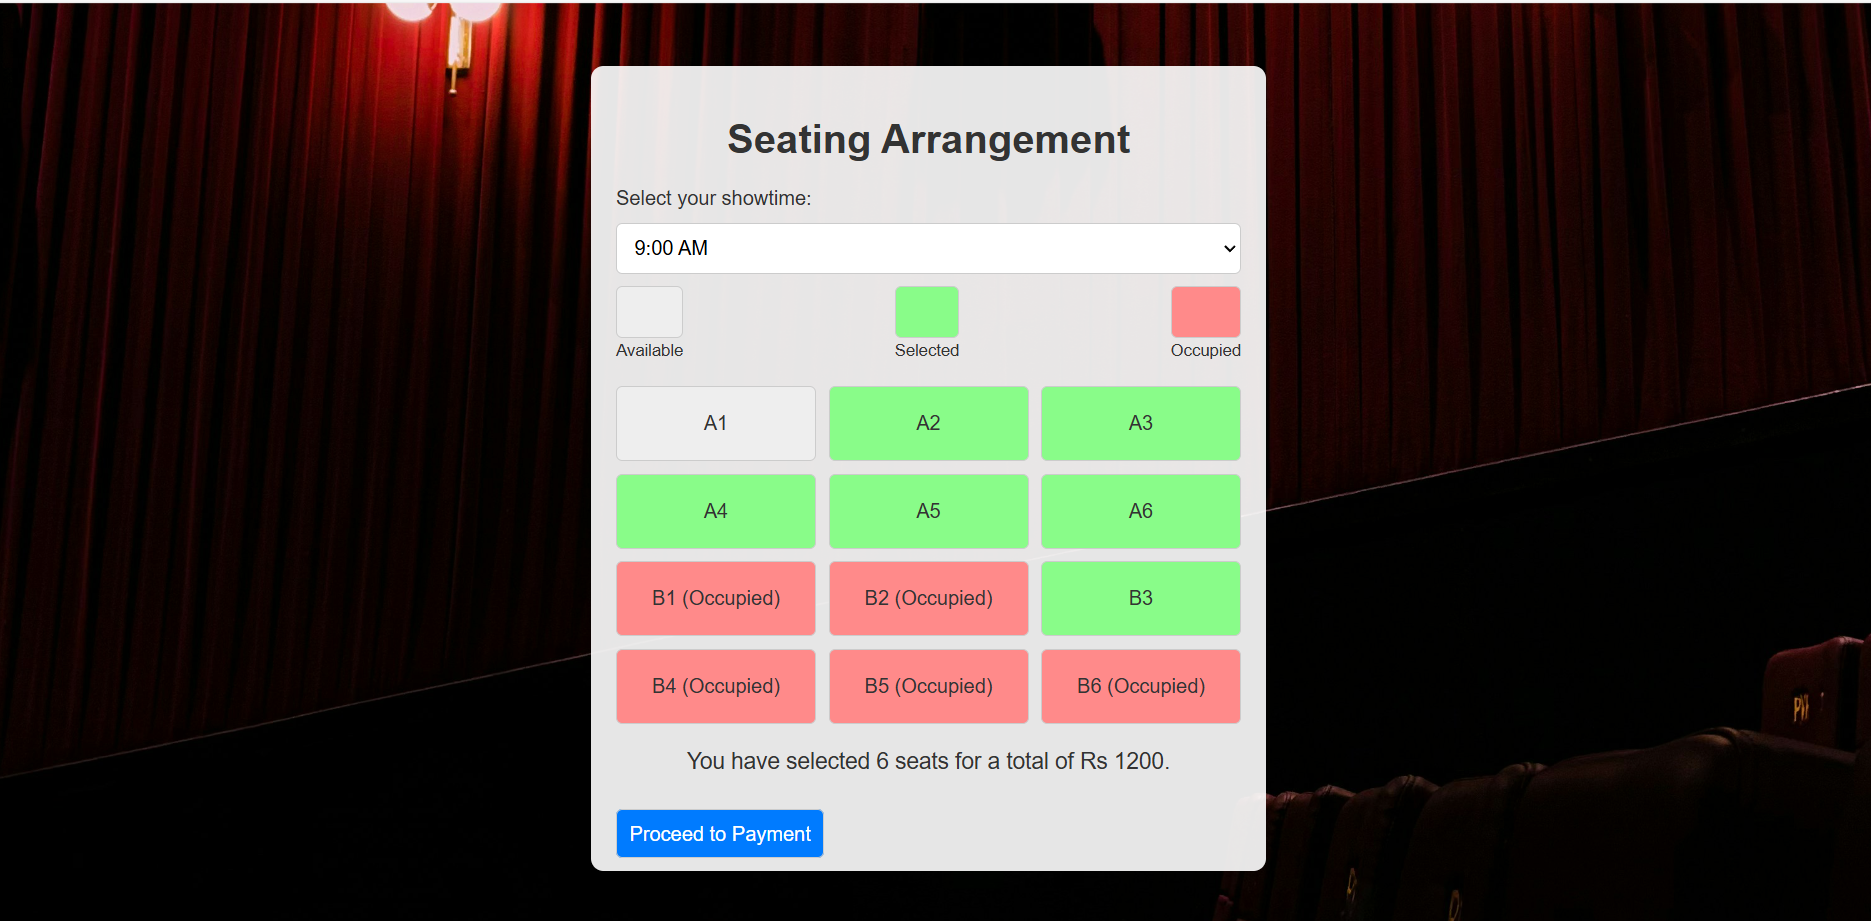 Seating Arrangement
Select your showtime:
9:00 AM
Available Selected Occupied
A1 A2 A3
A4 A5 A6
B1 (Occupied) B2 (Occupied) B3
B4 (Occupied) B5 (Occupied) B6 (Occupied)
You have selected 6 seats for a total of Rs 1200.
Proceed to Payment